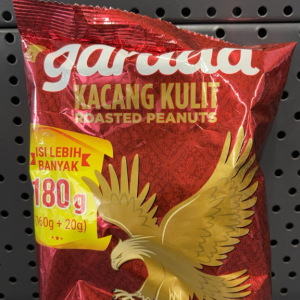 garuda
KACANG KULIT
ROASTED PEANUTS
ISI LEBIH
BANYAK
180g
(160g + 20g)